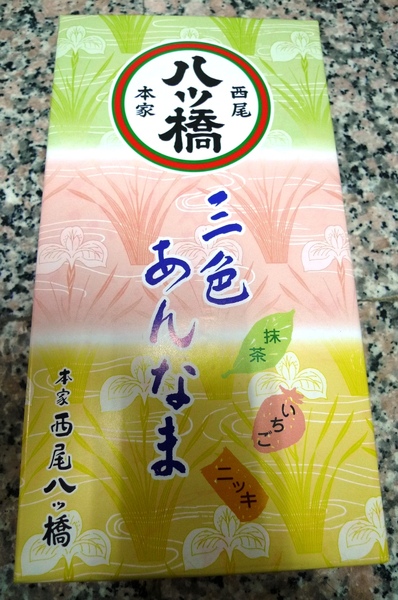 西尾
八ッ橋
本家
三色
あんなま
抹茶
いちご
ニッキ
本家 西尾八ッ橋